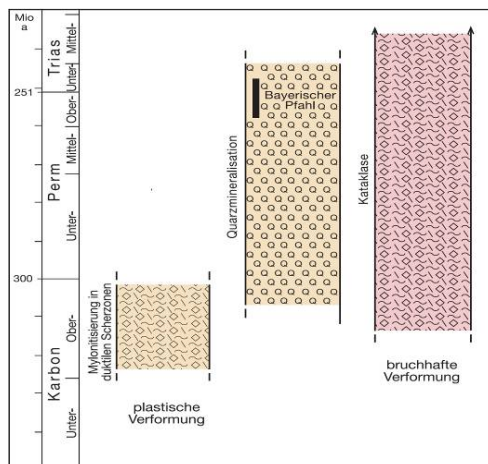 Mio
a
251
300
Trias
Perm
Karbon
Mittel-
Unter-
Ober-
Mittel-
Unter-
Ober-
Unter-
Mylonitisierung in
duktilen Scherzonen
plastische
Verformung
Quarzmineralisation
Bayerischer
Pfahl
Kataklase
bruchhafte
Verformung